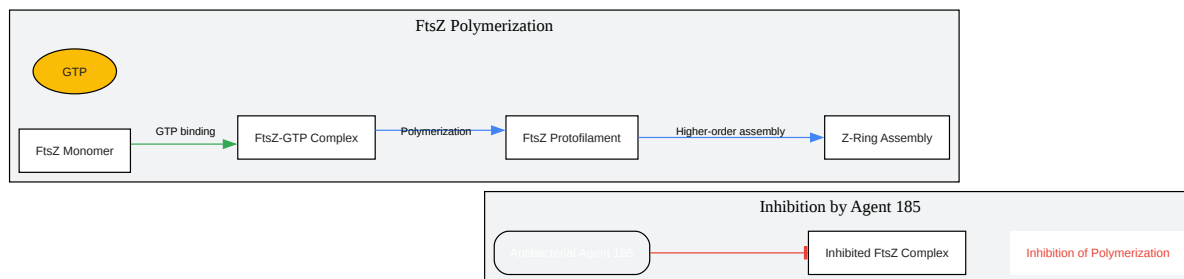 FtsZ Polymerization
GTP
FtsZ Monomer
GTP binding
FtsZ-GTP Complex
Polymerization
FtsZ Protofilament
Higher-order assembly
Z-Ring Assembly
Inhibition by Agent 185
Antibacterial Agent 185
Inhibited FtsZ Complex
Inhibition of Polymerization